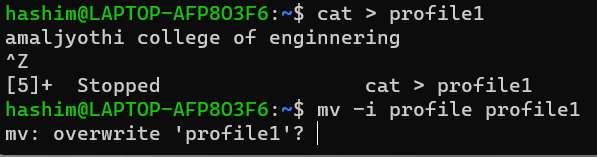 hashim@LAPTOP-AFP8O3F6:~$ cat > profile1
amaljyothi college of enginnering
^Z
[5]+  Stopped                 cat > profile1
hashim@LAPTOP-AFP8O3F6:~$ mv -i profile profile1
mv: overwrite 'profile1'?